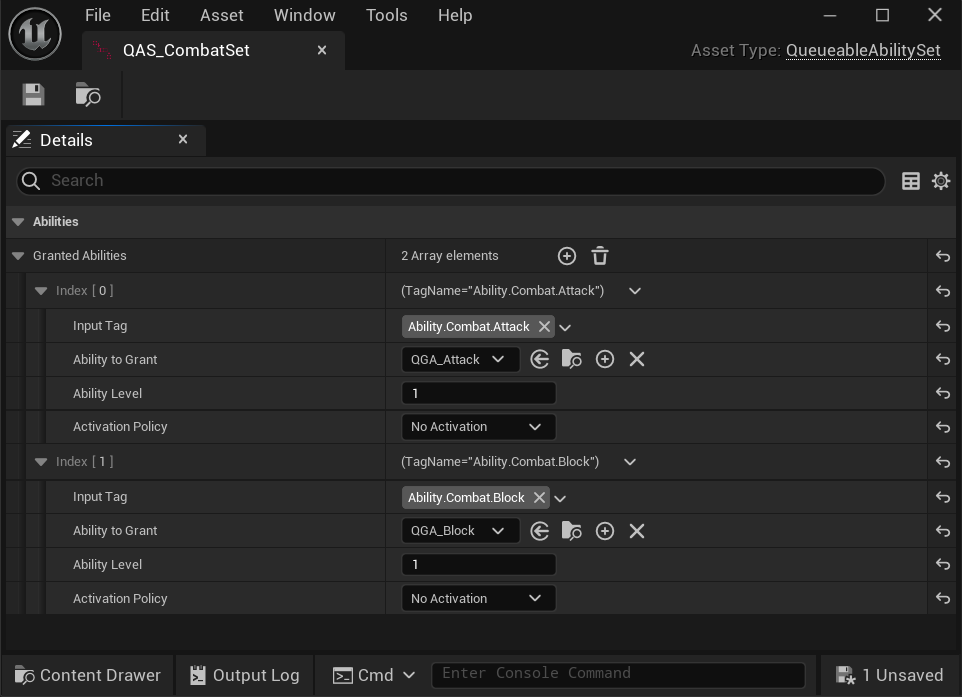 File Edit Asset Window Tools Help
QAS_CombatSet
Asset Type: QueueableAbilitySet
Details
Search
Abilities
Granted Abilities 2 Array elements
Index [ 0 ] (TagName="Ability.Combat.Attack")
Input Tag Ability.Combat.Attack
Ability to Grant QGA_Attack
Ability Level 1
Activation Policy No Activation
Index [ 1 ] (TagName="Ability.Combat.Block")
Input Tag Ability.Combat.Block
Ability to Grant QGA_Block
Ability Level 1
Activation Policy No Activation
Content Drawer Output Log Cmd Enter Console Command 1 Unsaved